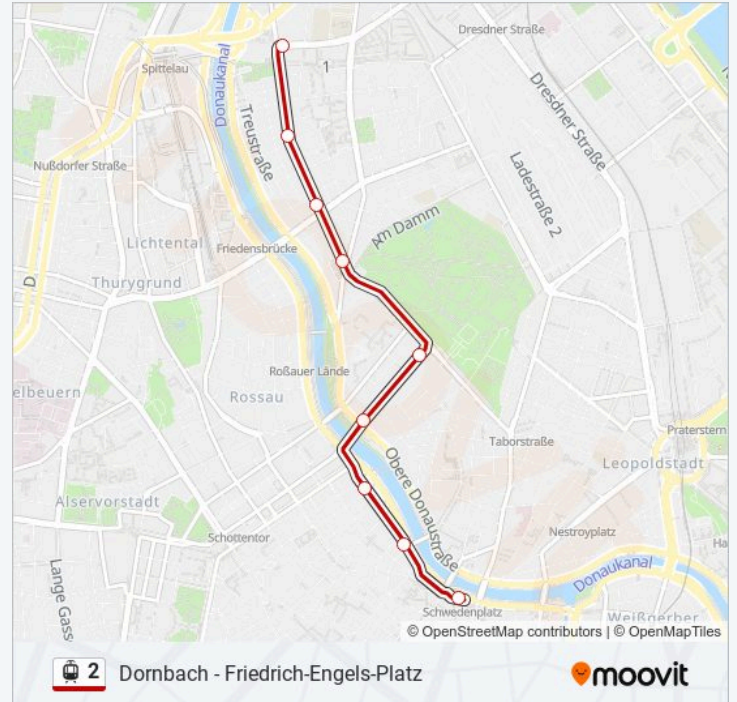 Dresdner Straße
Donaukanal
Spittelau
1
Treustraße
Dresdner Straße
Nußdorfer Straße
Ladestraße 2
Am Damm
Lichtental
Friedensbrücke
D
Thurygrund
Roßauer Lände
elbeuern
Rossau
Praterstern
Taborstraße
Obere Donaustraße
Leopoldstadt
Alservorstadt
Schottentor
Nestroyplatz
Ha
Donaukanal
Lange Gass
Schwedenplatz
Weißgerber
© OpenStreetMap contributors | © OpenMapTiles
2 Dornbach - Friedrich-Engels-Platz
moovit